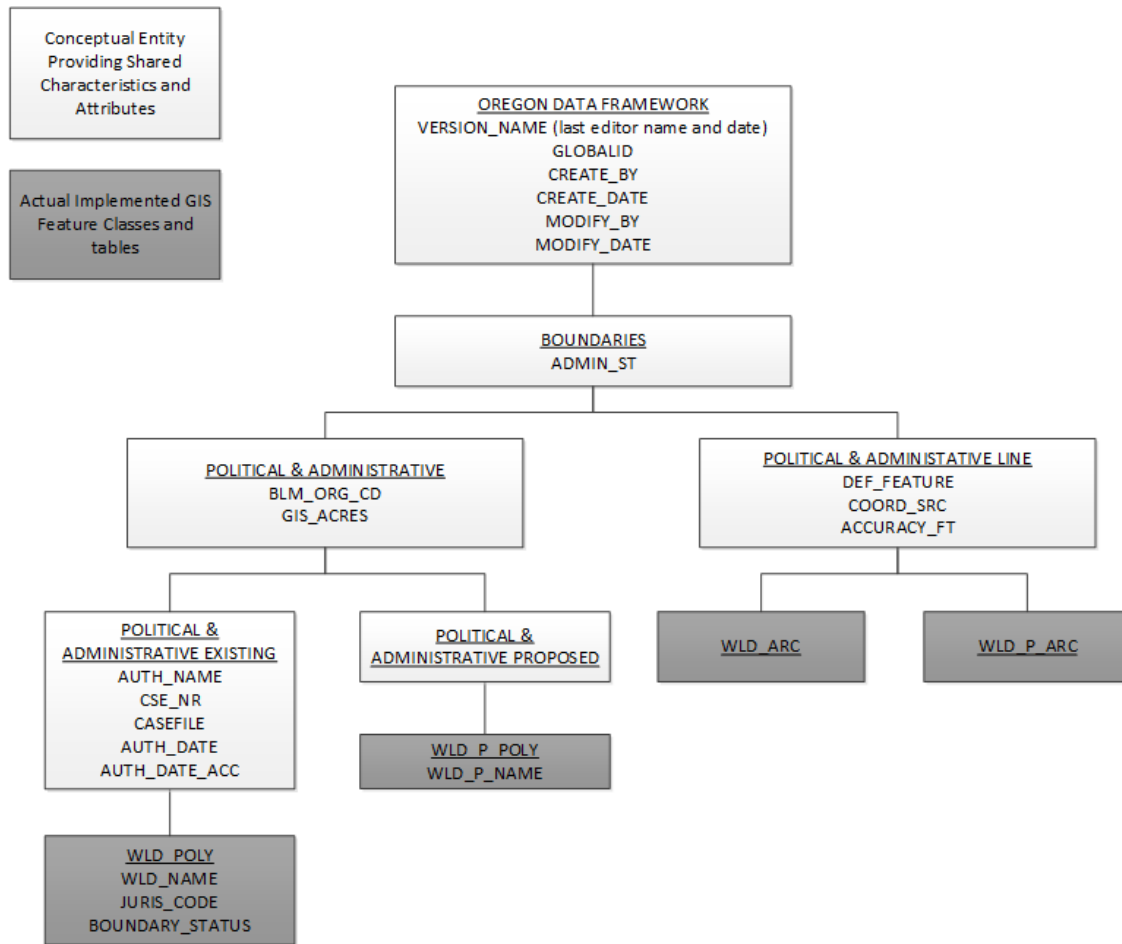 Conceptual Entity
Providing Shared
Characteristics and
Attributes
Actual Implemented GIS
Feature Classes and
tables
OREGON DATA FRAMEWORK
VERSION_NAME (last editor name and date)
GLOBALID
CREATE_BY
CREATE_DATE
MODIFY_BY
MODIFY_DATE
BOUNDARIES
ADMIN_ST
POLITICAL & ADMINISTRATIVE
BLM_ORG_CD
GIS_ACRES
POLITICAL & ADMINISTATIVE LINE
DEF_FEATURE
COORD_SRC
ACCURACY_FT
POLITICAL &
ADMINISTRATIVE EXISTING
AUTH_NAME
CSE_NR
CASEFILE
AUTH_DATE
AUTH_DATE_ACC
POLITICAL &
ADMINISTRATIVE PROPOSED
WLD_ARC
WLD_P_ARC
WLD_P_POLY
WLD_P_NAME
WLD_POLY
WLD_NAME
JURIS_CODE
BOUNDARY_STATUS